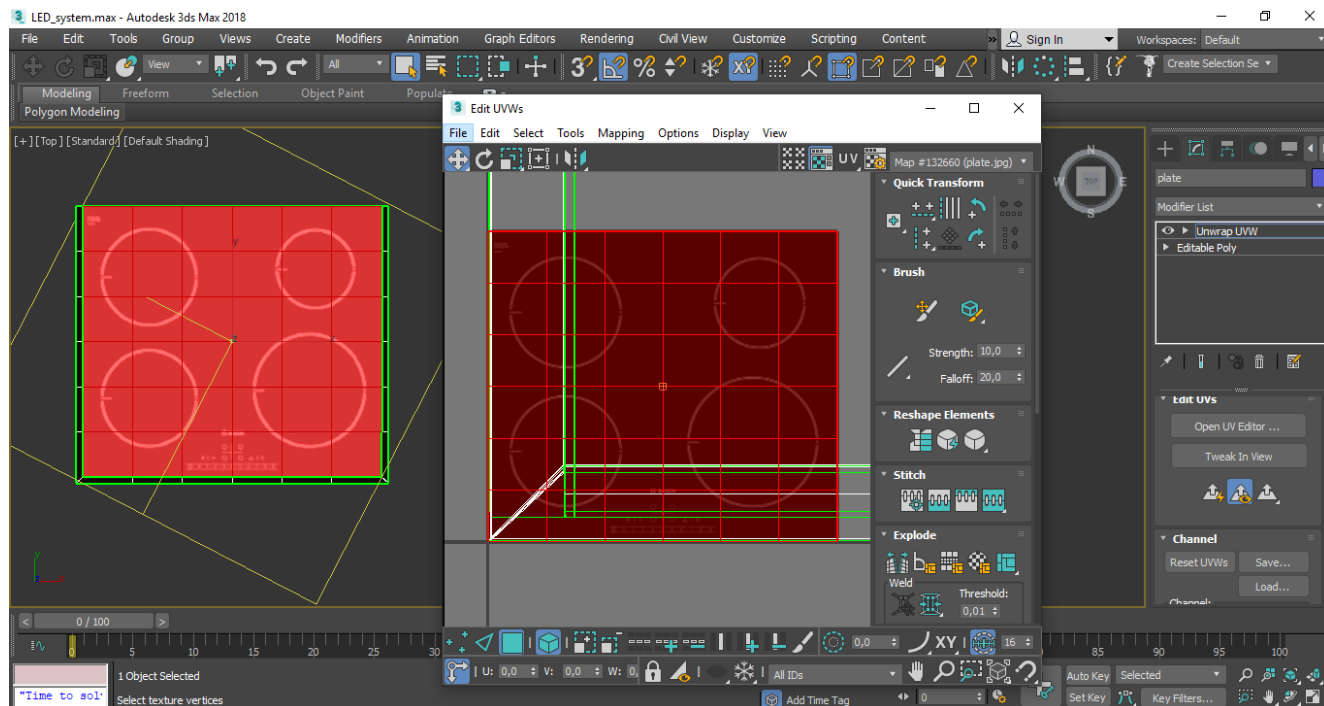 LED_system.max - Autodesk 3ds Max 2018
File Edit Tools Group Views Create Modifiers Animation Graph Editors Rendering Civil View Customize Scripting Content » Sign In Workspaces: Default
View All Create Selection Se
Modeling Freeform Selection Object Paint Populate
Polygon Modeling
[+] [Top] [Standard] [Default Shading]
Edit UVWs
File Edit Select Tools Mapping Options Display View
UV Map #132660 (plate.jpg)
Quick Transform
Brush
Strength: 10,0
Falloff: 20,0
Reshape Elements
Stitch
Explode
Weld
Threshold:
0,01
N
W TOP E
S
plate
Modifier List
Unwrap UVW
Editable Poly
Edit UVs
Open UV Editor ...
Tweak In View
Channel
Reset UVWs Save...
Load...
Channel:
y
z
x
< 0 / 100 >
0 5 10 15 20 25 30 85 90 95 100
0,0 XY 16
U: 0,0 V: 0,0 W: 0, All IDs
1 Object Selected
"Time to sol Select texture vertices
Add Time Tag 0
Auto Key Selected
Set Key Key Filters...